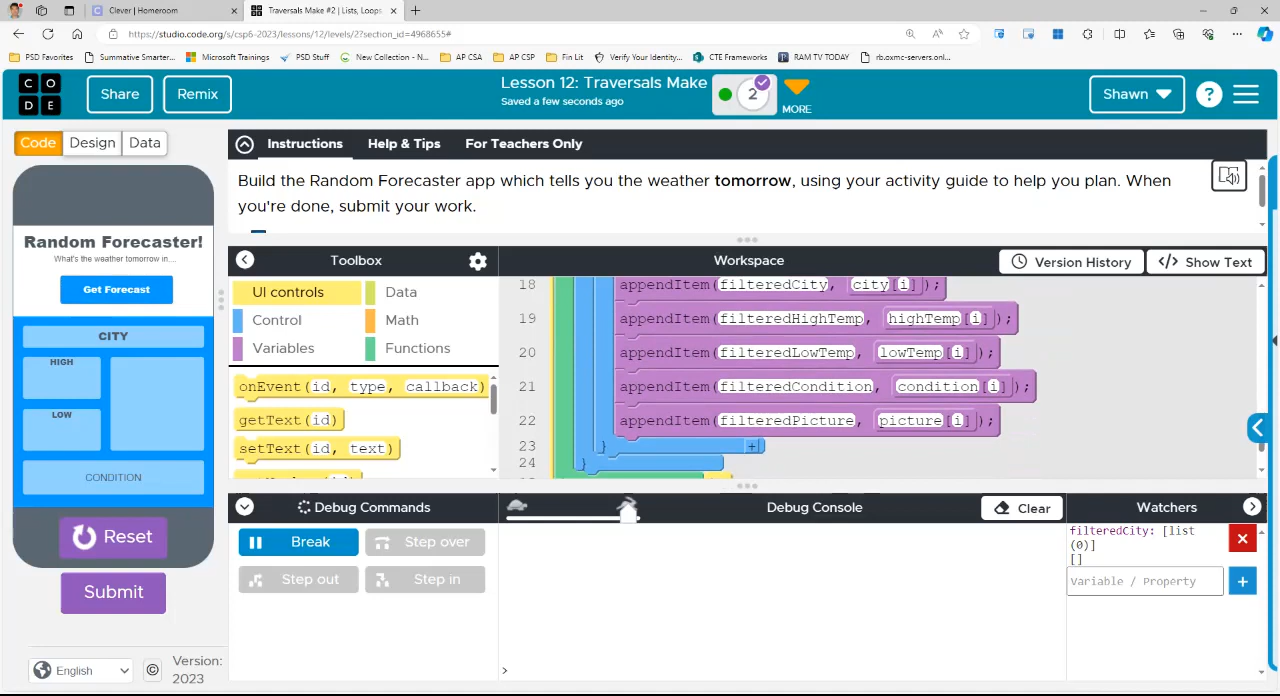 Clever | Homeroom
Traversals Make #2 | Lists, Loops
https://studio.code.org/s/csp6-2023/lessons/12/levels/2?section_id=4968655#
PSD Favorites
Summative Smarter...
Microsoft Trainings
PSD Stuff
New Collection - N...
AP CSA
AP CSP
Fin Lit
Verify Your Identity...
CTE Frameworks
RAM TV TODAY
rb.oxmc-servers.onl...
C O
D E
Share
Remix
Lesson 12: Traversals Make
Saved a few seconds ago
2
MORE
Shawn
?
Code
Design
Data
Instructions
Help & Tips
For Teachers Only
Build the Random Forecaster app which tells you the weather tomorrow, using your activity guide to help you plan. When
you're done, submit your work.
Random Forecaster!
What's the weather tomorrow in....
Get Forecast
CITY
HIGH
LOW
CONDITION
Reset
Submit
English
©
Version:
2023
Toolbox
UI controls
Data
Control
Math
Variables
Functions
onEvent(id, type, callback)
getText(id)
setText(id, text)
Workspace
Version History
</> Show Text
18 appendItem(filteredCity, city[i]);
19 appendItem(filteredHighTemp, highTemp[i]);
20 appendItem(filteredLowTemp, lowTemp[i]);
21 appendItem(filteredCondition, condition[i]);
22 appendItem(filteredPicture, picture[i]);
23 } +
24 }
Debug Commands
Break
Step over
Step out
Step in
Debug Console
Clear
>
Watchers
filteredCity: [list
(0)]
[]
Variable / Property
+